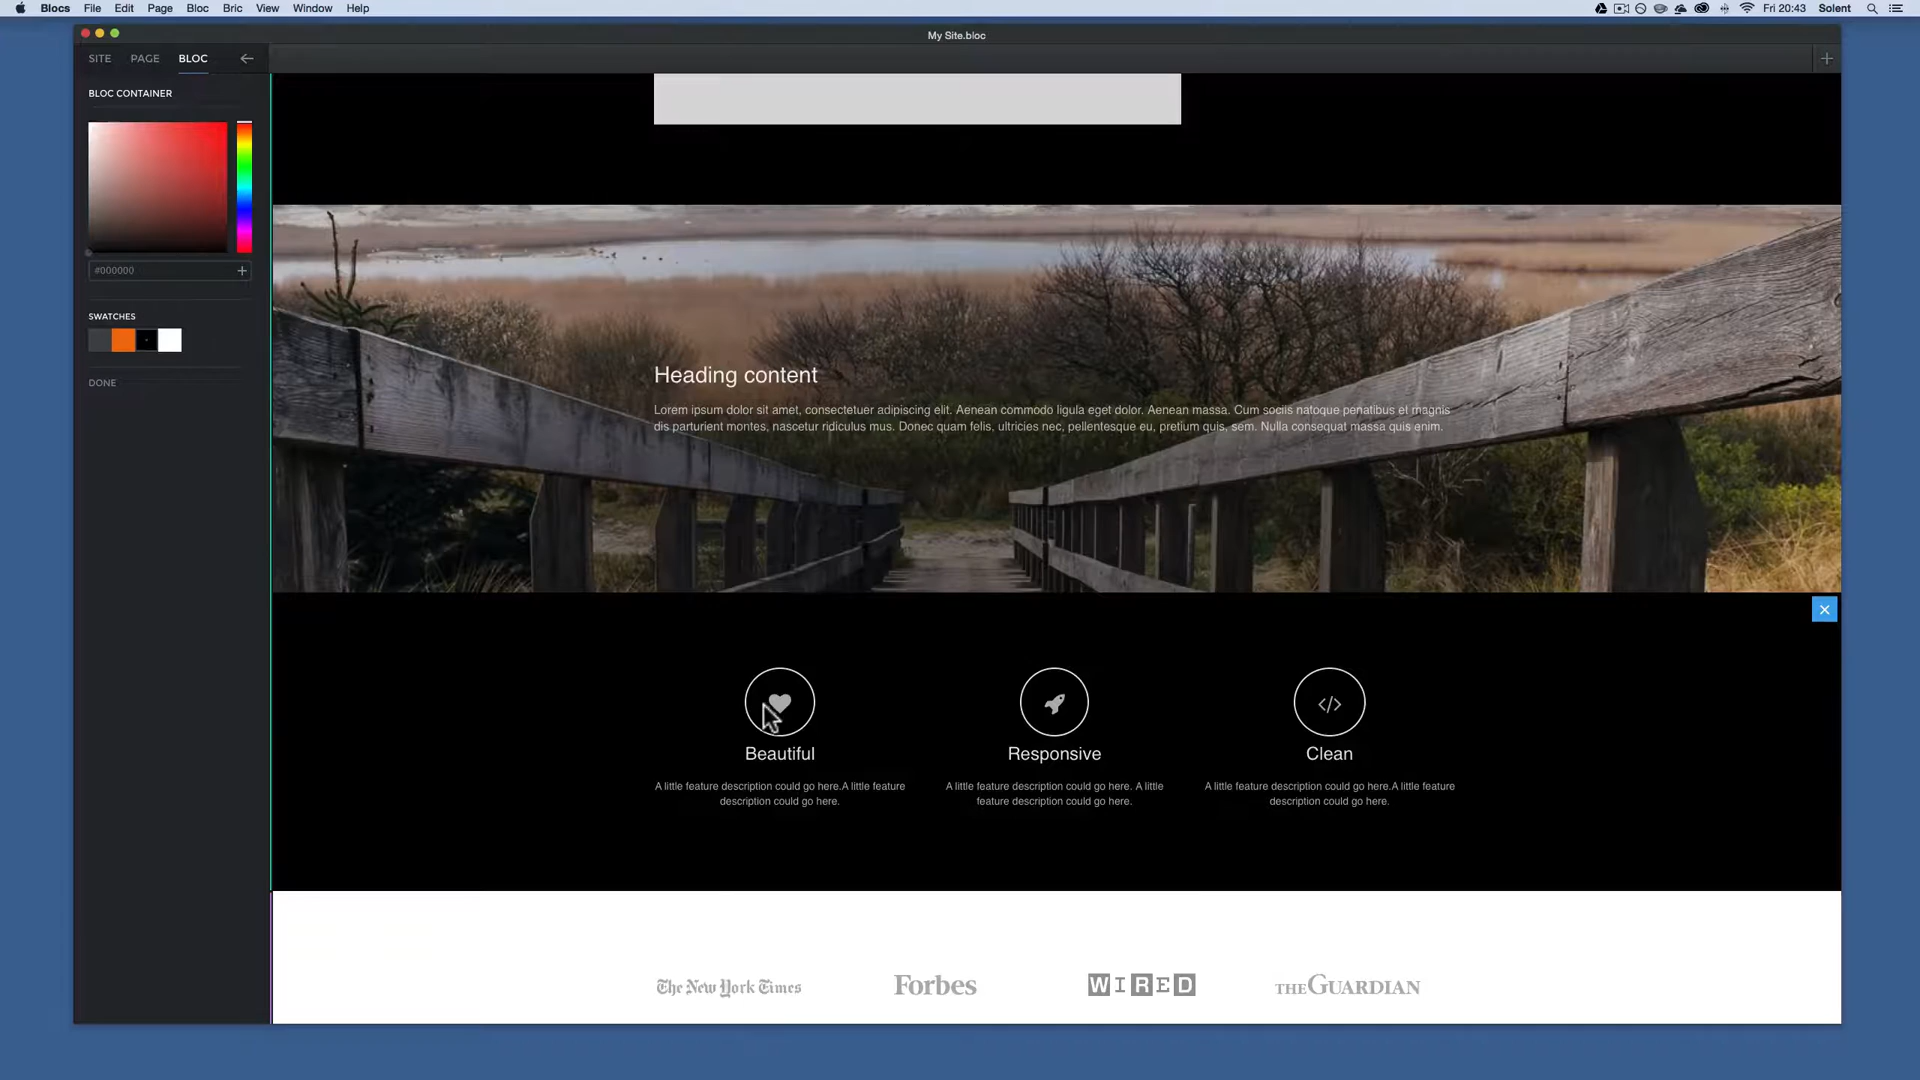 Blocs File Edit Page Bloc Bric View Window Help
Fri 20:43 Solent
My Site.bloc
SITE PAGE BLOC
BLOC CONTAINER
#000000
SWATCHES
DONE
Heading content
Lorem ipsum dolor sit amet, consectetuer adipiscing elit. Aenean commodo ligula eget dolor. Aenean massa. Cum sociis natoque penatibus et magnis
dis parturient montes, nascetur ridiculus mus. Donec quam felis, ultricies nec, pellentesque eu, pretium quis, sem. Nulla consequat massa quis enim.
Beautiful
A little feature description could go here.A little feature
description could go here.
Responsive
A little feature description could go here. A little
feature description could go here.
Clean
A little feature description could go here.A little feature
description could go here.
The New York Times
Forbes
WIRED
THE GUARDIAN